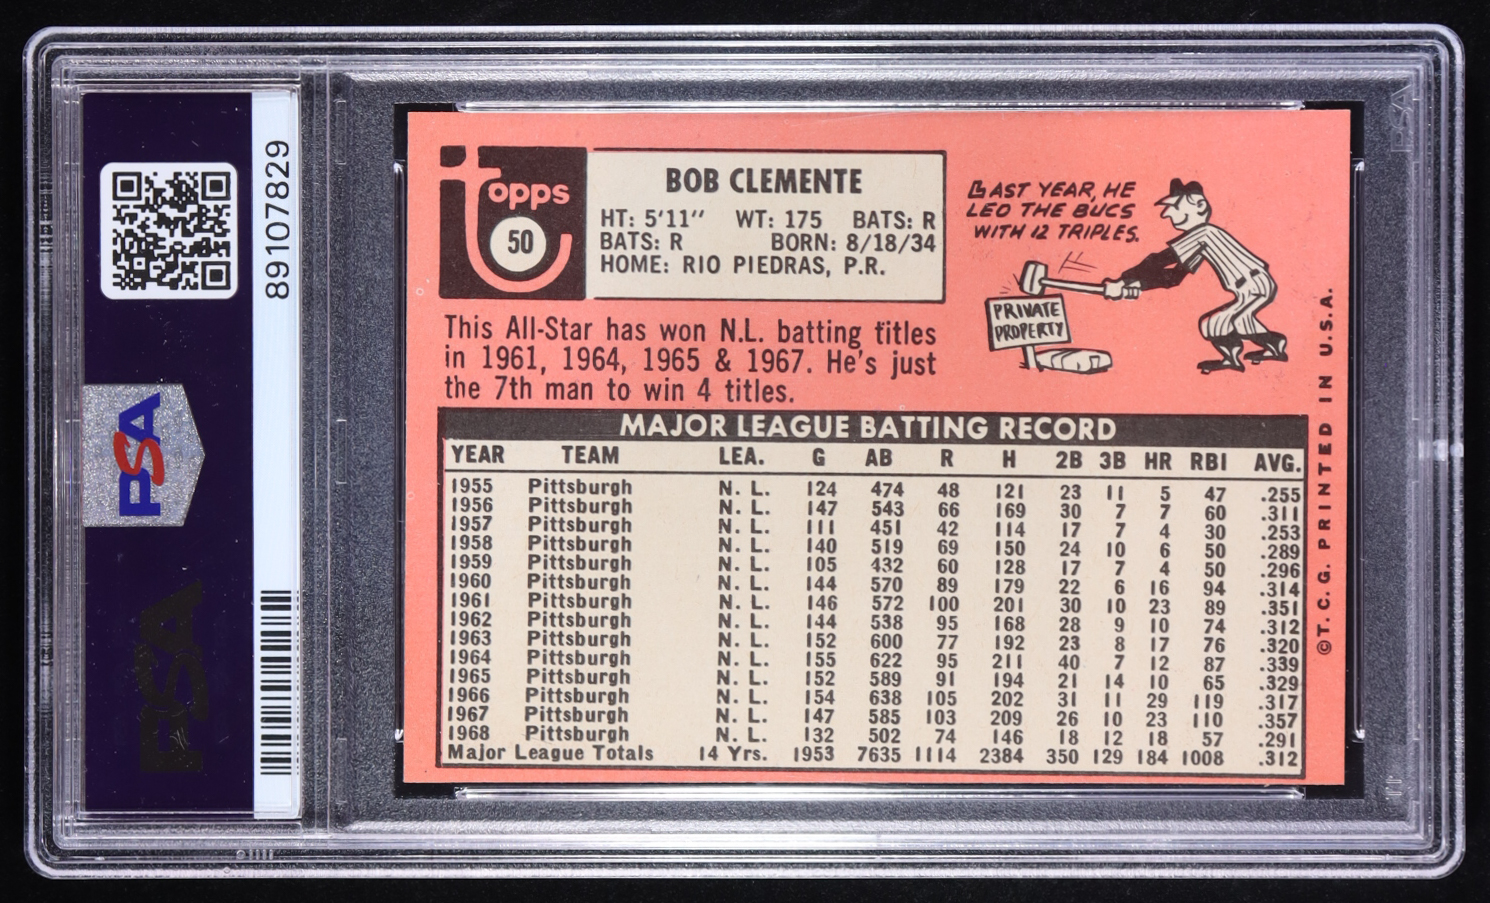 89107829
PSA
PSA
topps
50
BOB CLEMENTE
HT: 5'11" WT: 175 BATS: R
BATS: R BORN: 8/18/34
HOME: RIO PIEDRAS, P.R.
LAST YEAR, HE
LED THE BUCS
WITH 12 TRIPLES.
PRIVATE
PROPERTY
This All-Star has won N.L. batting titles
in 1961, 1964, 1965 & 1967. He's just
the 7th man to win 4 titles.
MAJOR LEAGUE BATTING RECORD
YEAR TEAM LEA. G AB R H 2B 3B HR RBI AVG.
1955 Pittsburgh N. L. 124 474 48 121 23 11 5 47 .255
1956 Pittsburgh N. L. 147 543 66 169 30 7 7 60 .311
1957 Pittsburgh N. L. 111 451 42 114 17 7 4 30 .253
1958 Pittsburgh N. L. 140 519 69 150 24 10 6 50 .289
1959 Pittsburgh N. L. 105 432 60 128 17 7 4 50 .296
1960 Pittsburgh N. L. 144 570 89 179 22 6 16 94 .314
1961 Pittsburgh N. L. 146 572 100 201 30 10 23 89 .351
1962 Pittsburgh N. L. 144 538 95 168 28 9 10 74 .312
1963 Pittsburgh N. L. 152 600 77 192 23 8 17 76 .320
1964 Pittsburgh N. L. 155 622 95 211 40 7 12 87 .339
1965 Pittsburgh N. L. 152 589 91 194 21 14 10 65 .329
1966 Pittsburgh N. L. 154 638 105 202 31 11 29 119 .317
1967 Pittsburgh N. L. 147 585 103 209 26 10 23 110 .357
1968 Pittsburgh N. L. 132 502 74 146 18 12 18 57 .291
Major League Totals 14 Yrs. 1953 7635 1114 2384 350 129 184 1008 .312
©T. C. G. PRINTED IN U.S.A.
PSA